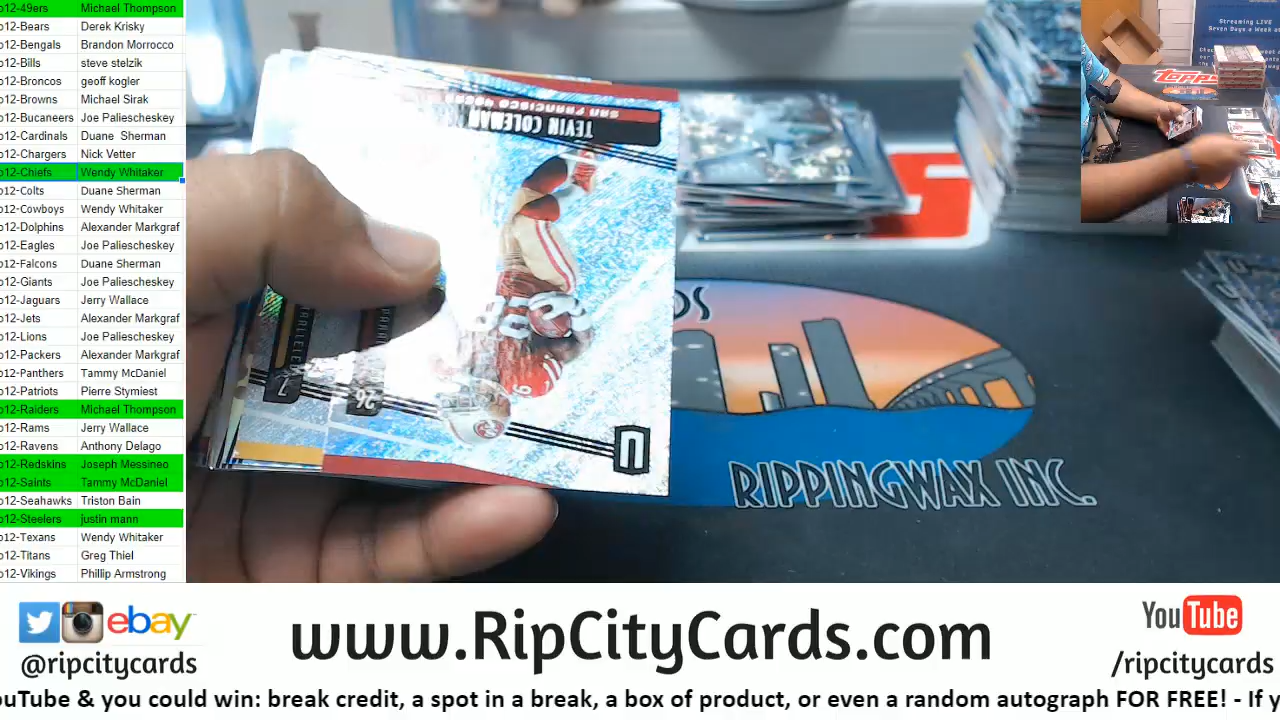 o12-49ers Michael Thompson
o12-Bears Derek Krisky
o12-Bengals Brandon Morrocco
o12-Bills steve stelzik
o12-Broncos geoff kogler
o12-Browns Michael Sirak
o12-Bucaneers Joe Paliescheskey
o12-Cardinals Duane Sherman
o12-Chargers Nick Vetter
o12-Chiefs Wendy Whitaker
o12-Colts Duane Sherman
o12-Cowboys Wendy Whitaker
o12-Dolphins Alexander Markgraf
o12-Eagles Joe Paliescheskey
o12-Falcons Duane Sherman
o12-Giants Joe Paliescheskey
o12-Jaguars Jerry Wallace
o12-Jets Alexander Markgraf
o12-Lions Joe Paliescheskey
o12-Packers Alexander Markgraf
o12-Panthers Tammy McDaniel
o12-Patriots Pierre Stymiest
o12-Raiders Michael Thompson
o12-Rams Jerry Wallace
o12-Ravens Anthony Delago
o12-Redskins Joseph Messineo
o12-Saints Tammy McDaniel
o12-Seahawks Triston Bain
o12-Steelers justin mann
o12-Texans Wendy Whitaker
o12-Titans Greg Thiel
o12-Vikings Phillip Armstrong
SAN FRANCISCO 49ERS
TEVIN COLEMAN
PARALLEL
7
26
U
DS
RIPPINGWAX INC.
Streaming LIVE
Seven Days a Week at
Topps
ebay
@ripcitycards
www.RipCityCards.com
YouTube
/ripcitycards
ouTube & you could win: break credit, a spot in a break, a box of product, or even a random autograph FOR FREE! - If y